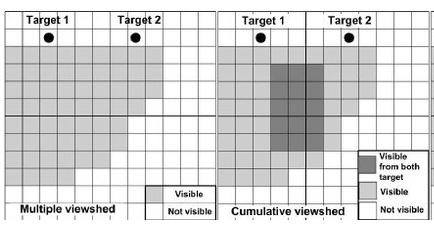 Target 1 Target 2
Visible
Not visible
Multiple viewshed
Target 1 Target 2
Visible
from both
target
Visible
Not visible
Cumulative viewshed